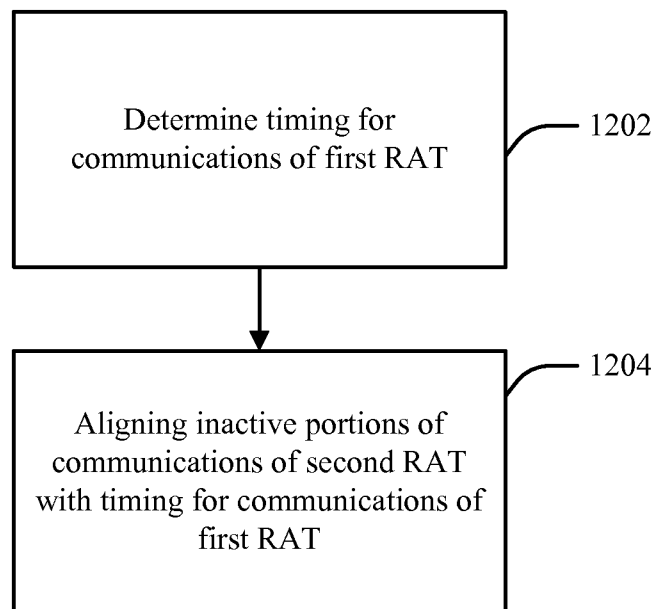 Determine timing for
communications of first RAT
1202
1204
Aligning inactive portions of
communications of second RAT
with timing for communications of
first RAT